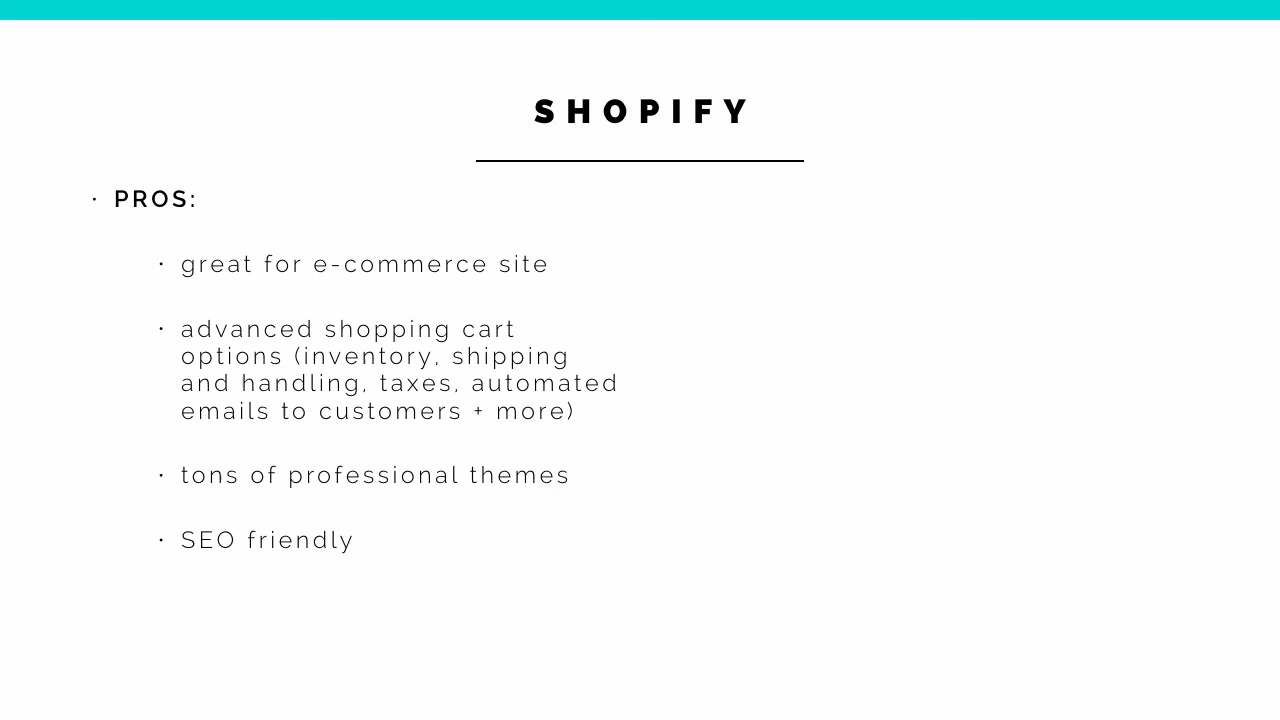 SHOPIFY
· PROS:
· great for e-commerce site
· advanced shopping cart
options (inventory, shipping
and handling, taxes, automated
emails to customers + more)
· tons of professional themes
· SEO friendly